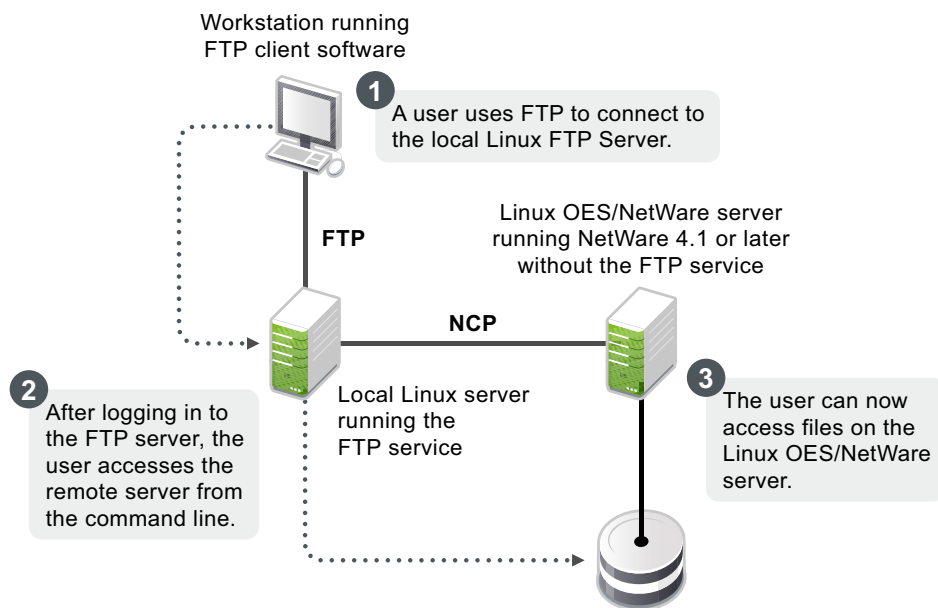 Workstation running
FTP client software
1
A user uses FTP to connect to
the local Linux FTP Server.
FTP
Linux OES/NetWare server
running NetWare 4.1 or later
without the FTP service
NCP
Local Linux server
running the
FTP service
2
After logging in to
the FTP server, the
user accesses the
remote server from
the command line.
3
The user can now
access files on the
Linux OES/NetWare
server.